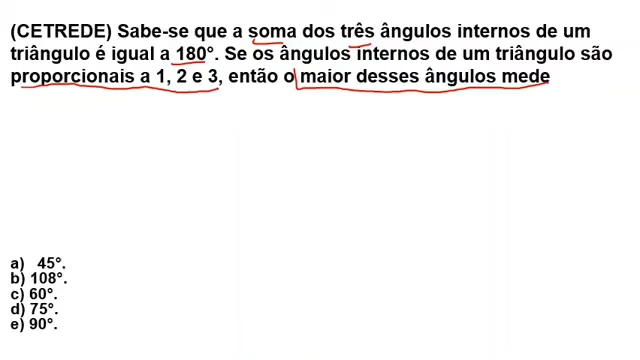 (CETREDE) Sabe-se que a soma dos três ângulos internos de um
triângulo é igual a 180°. Se os ângulos internos de um triângulo são
proporcionais a 1, 2 e 3, então o maior desses ângulos mede
a) 45°.
b) 108°.
c) 60°.
d) 75°.
e) 90°.